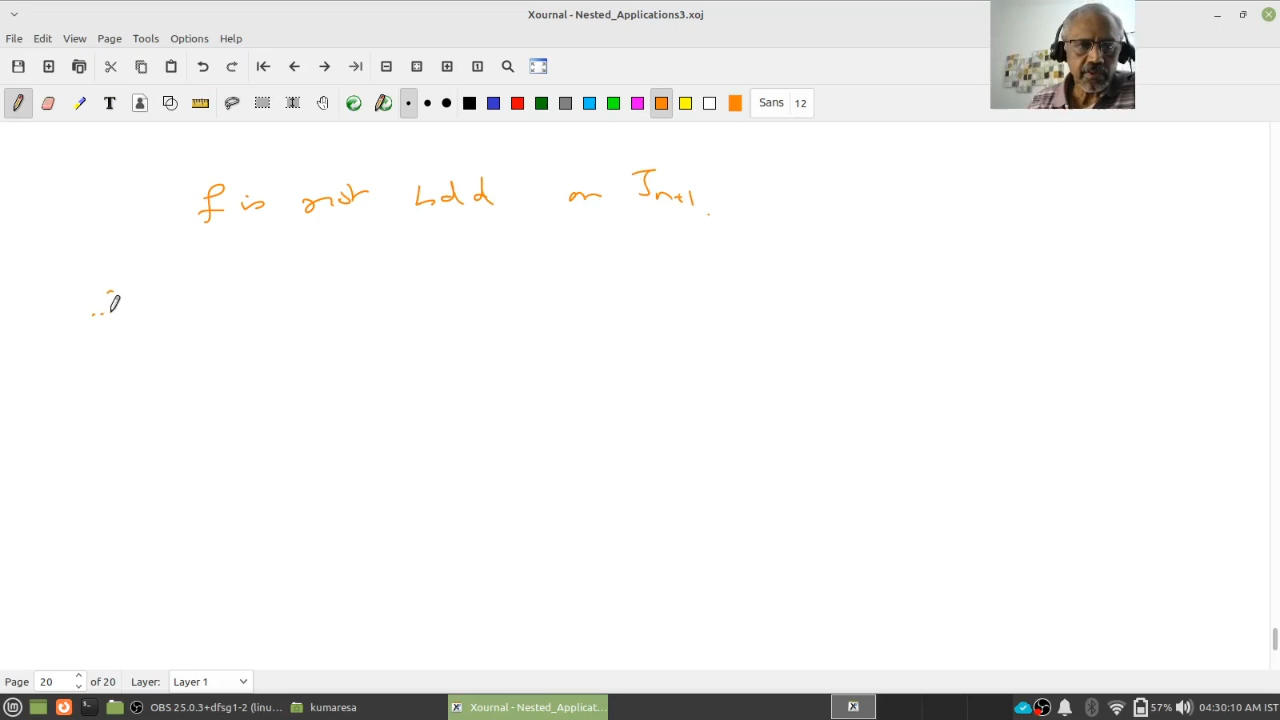 Xournal - Nested_Applications3.xoj
File Edit View Page Tools Options Help
Sans 12
f is not bdd on J_{n+1}.
Page 20 of 20 Layer: Layer 1
OBS 25.0.3+dfsg1-2 (linu... kumaresa Xournal - Nested_Applicat... 57% 04:30:10 AM IST